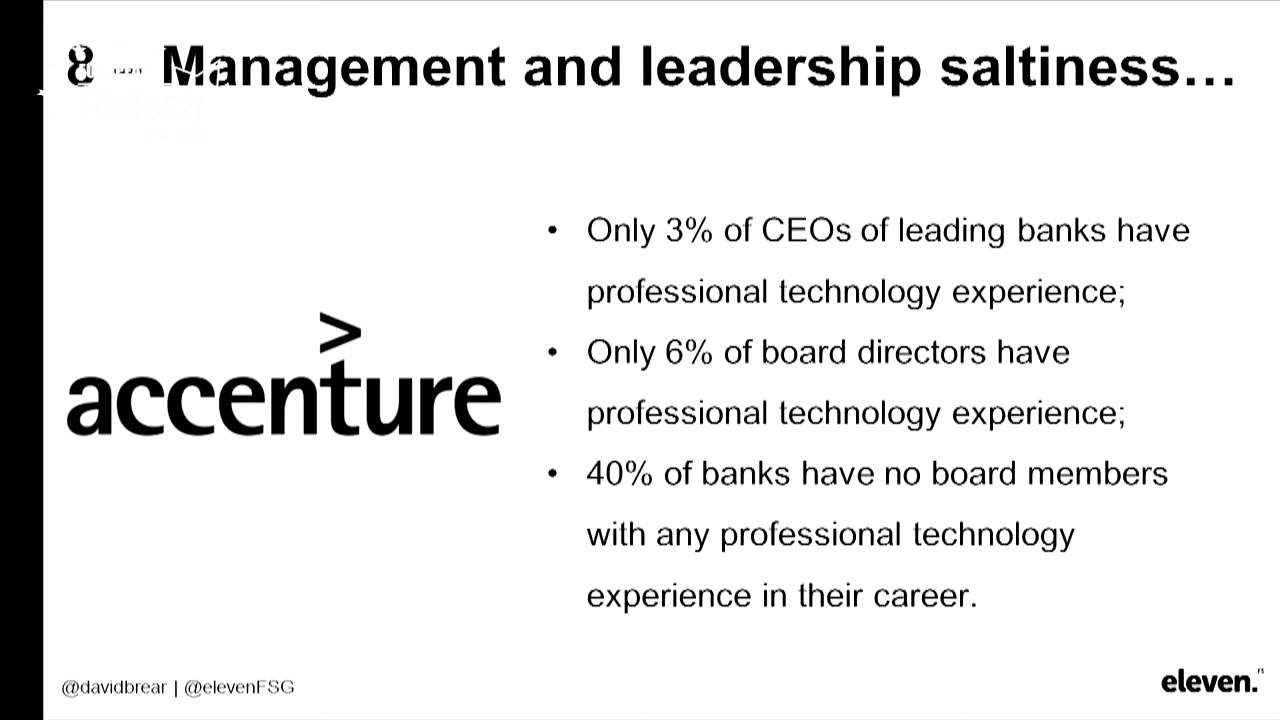 8 – Management and leadership saltiness…
• Only 3% of CEOs of leading banks have
professional technology experience;
• Only 6% of board directors have
professional technology experience;
• 40% of banks have no board members
with any professional technology
experience in their career.
>
accenture
@davidbrear | @elevenFSG
eleven.